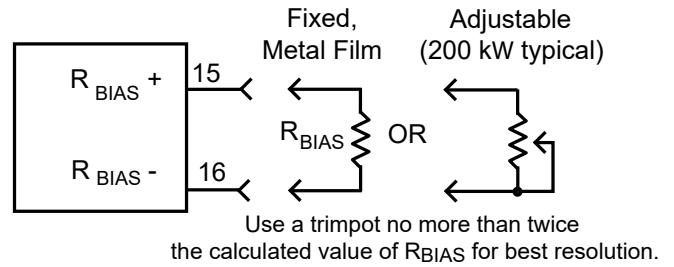 Fixed,
Metal Film
Adjustable
(200 kW typical)
R BIAS + 15
R BIAS - 16
RBIAS OR
Use a trimpot no more than twice
the calculated value of RBIAS for best resolution.